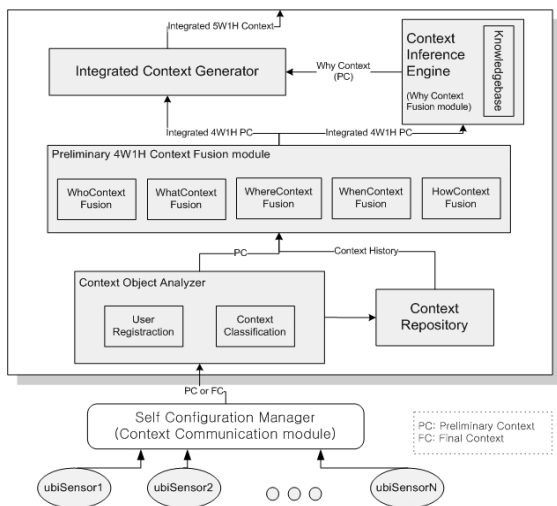 Integrated 5W1H Context
Integrated Context Generator
Why Context
(PC)
Context
Inference
Engine
(Why Context
Fusion module)
Knowledgebase
Integrated 4W1H PC
Integrated 4W1H PC
Preliminary 4W1H Context Fusion module
WhoContext
Fusion
WhatContext
Fusion
WhereContext
Fusion
WhenContext
Fusion
HowContext
Fusion
PC
Context History
Context Object Analyzer
User
Registraction
Context
Classification
Context
Repository
PC or FC
Self Configuration Manager
(Context Communication module)
PC: Preliminary Context
FC: Final Context
ubiSensor1
ubiSensor2
ubiSensorN